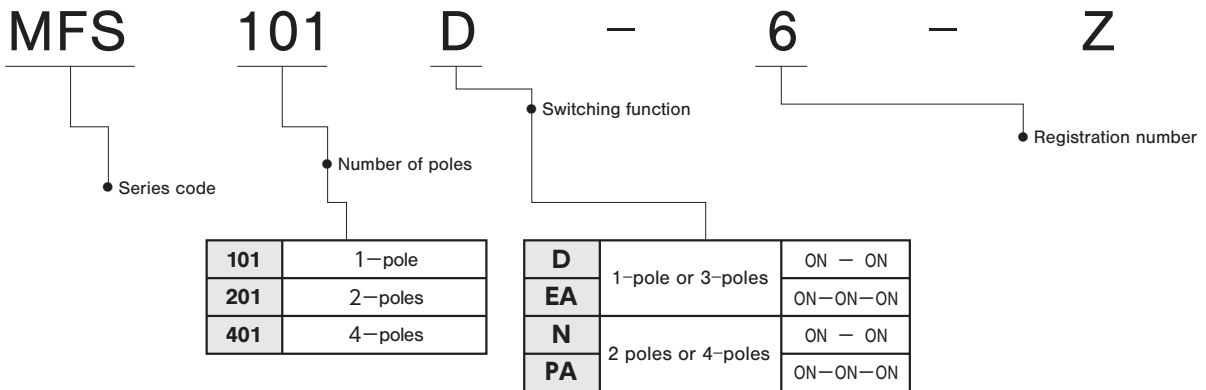 MFS 101 D − 6 − Z
Switching function
Registration number
Number of poles
Series code
101 1−pole
201 2−poles
401 4−poles
D 1−pole or 3−poles ON − ON
EA ON−ON−ON
N 2 poles or 4−poles ON − ON
PA ON−ON−ON